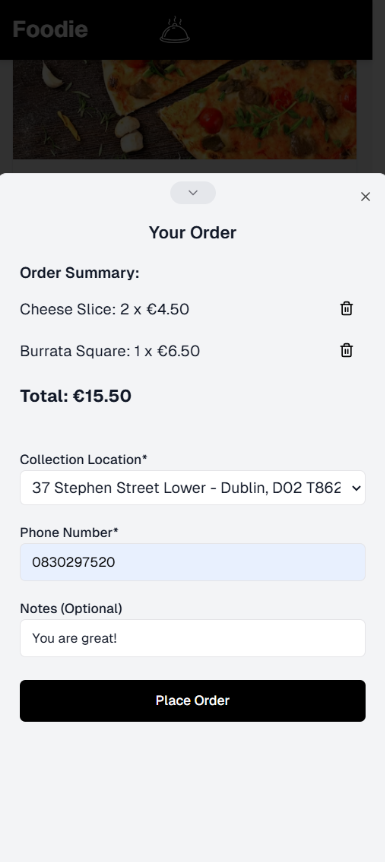 Foodie
Your Order
Order Summary:
Cheese Slice: 2 x €4.50
Burrata Square: 1 x €6.50
Total: €15.50
Collection Location*
37 Stephen Street Lower - Dublin, D02 T862
Phone Number*
0830297520
Notes (Optional)
You are great!
Place Order